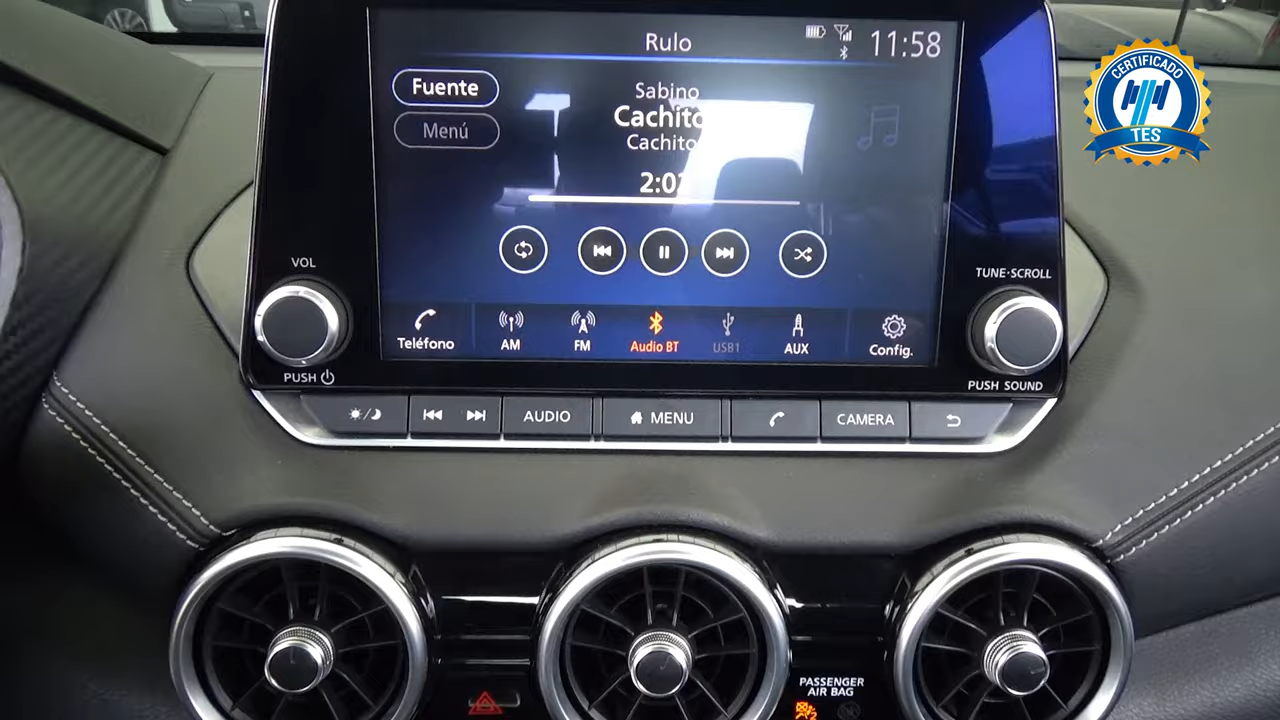 Rulo
11:58
Fuente
Menú
Sabino
Cachito
Cachito
Teléfono
AM
FM
Audio BT
USB1
AUX
Config.
VOL
PUSH
TUNE·SCROLL
PUSH SOUND
AUDIO
MENU
CAMERA
PASSENGER
AIR BAG
CERTIFICADO
TES